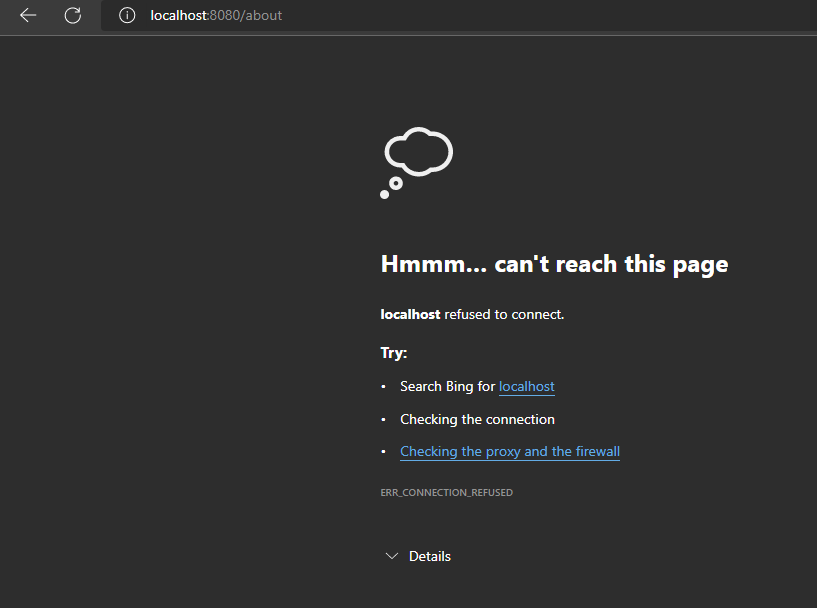 localhost:8080/about
Hmmm... can't reach this page
localhost refused to connect.
Try:
• Search Bing for localhost
• Checking the connection
• Checking the proxy and the firewall
ERR_CONNECTION_REFUSED
Details